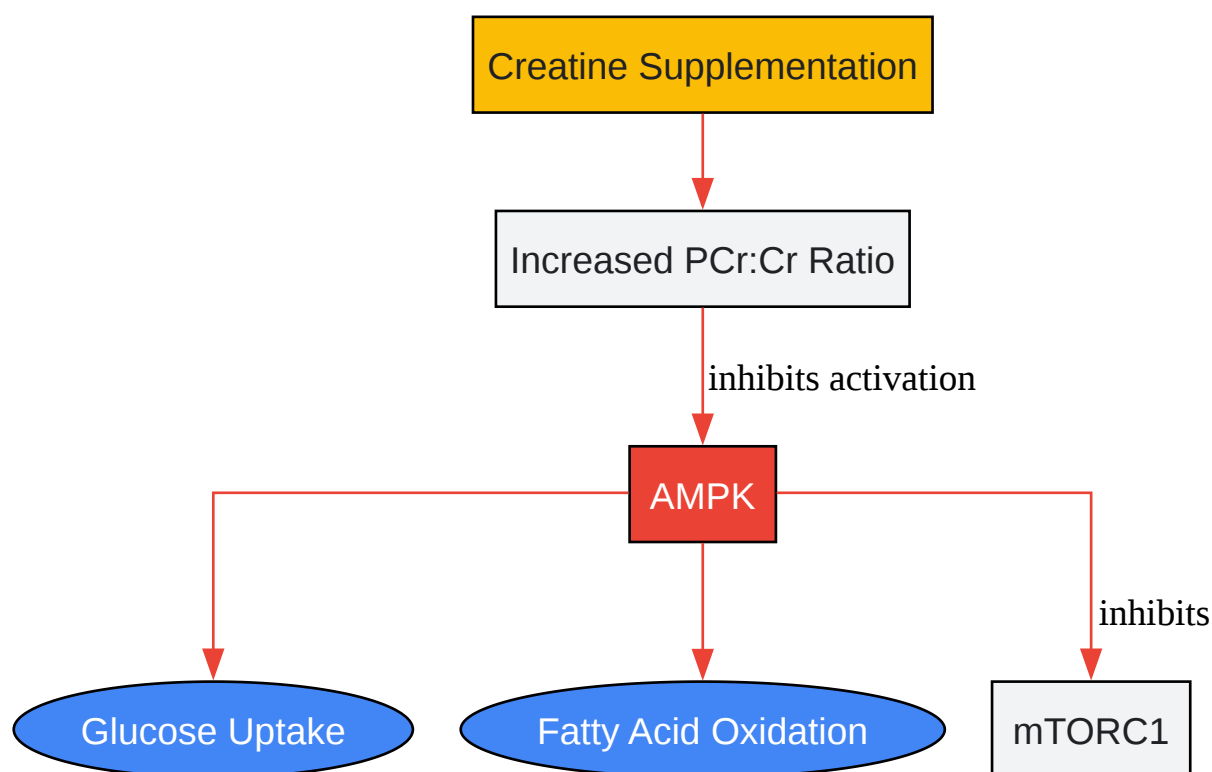 Creatine Supplementation
Increased PCr:Cr Ratio
inhibits activation
AMPK
inhibits
Glucose Uptake
Fatty Acid Oxidation
mTORC1